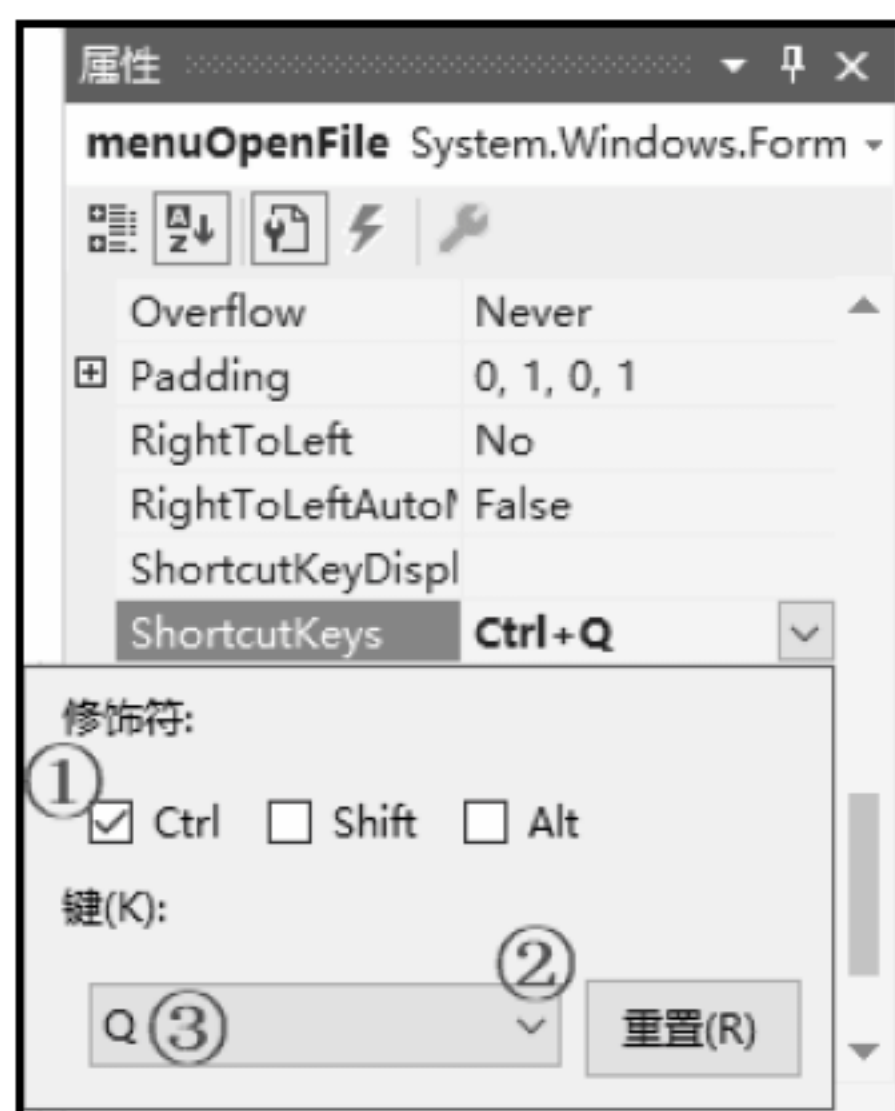 属性
menuOpenFile System.Windows.Form
Overflow Never
Padding 0, 1, 0, 1
RightToLeft No
RightToLeftAutoM False
ShortcutKeyDispl
ShortcutKeys Ctrl+Q
修饰符:
①
Ctrl Shift Alt
键(K):
②
Q ③ 重置(R)